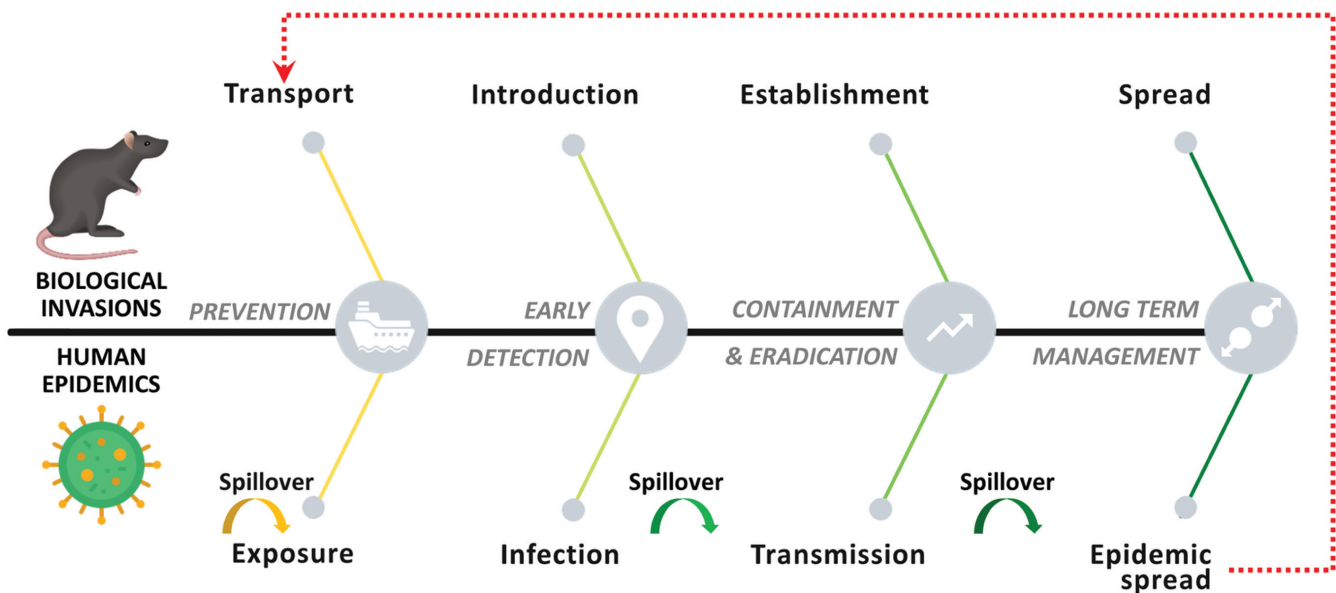 Transport
Introduction
Establishment
Spread
BIOLOGICAL
INVASIONS
PREVENTION
EARLY
DETECTION
CONTAINMENT
& ERADICATION
LONG TERM
MANAGEMENT
HUMAN
EPIDEMICS
Spillover
Spillover
Spillover
Exposure
Infection
Transmission
Epidemic
spread